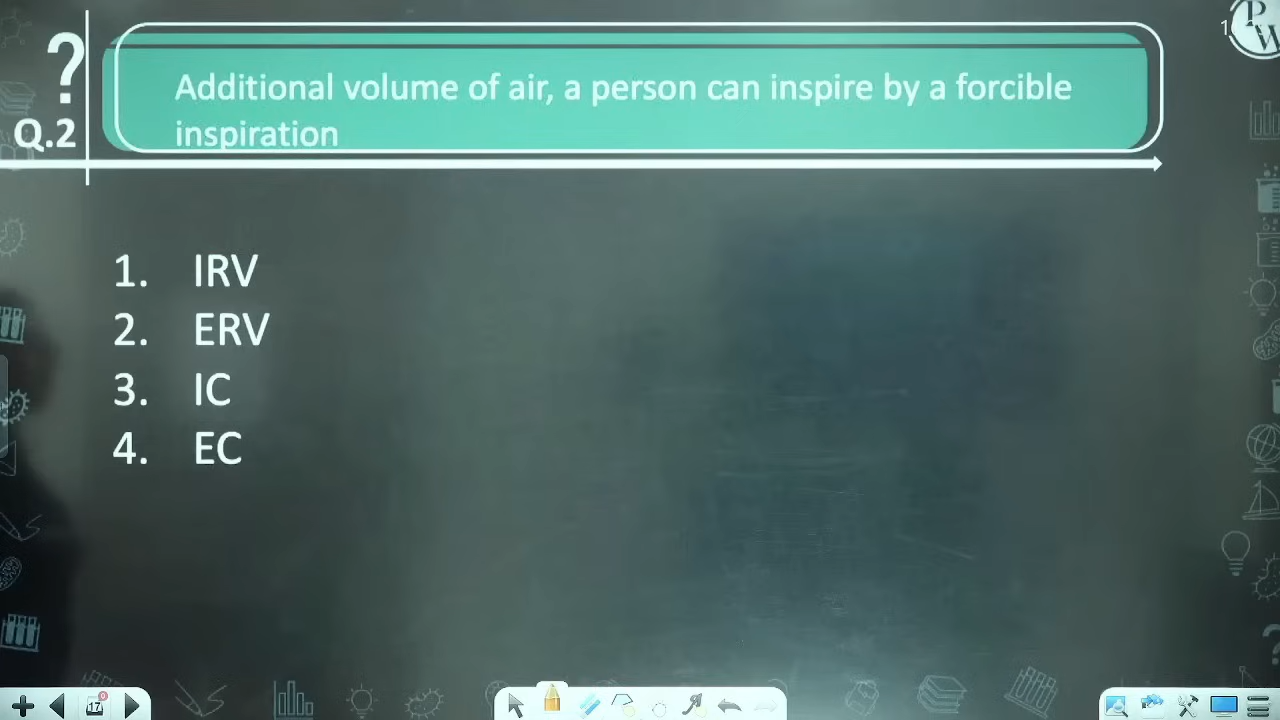 ?
Q.2
Additional volume of air, a person can inspire by a forcible
inspiration
1. IRV
2. ERV
3. IC
4. EC
P
W
17